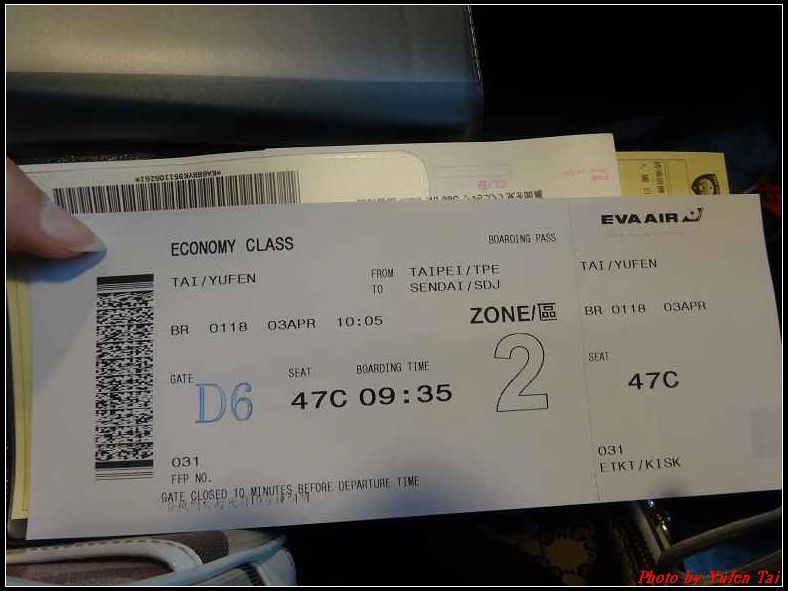 *KEA6BRYK951106261*
CL/E
ECONOMY CLASS
BOARDING PASS
EVA AIR
TAI/YUFEN
FROM TAIPEI/TPE
TO SENDAI/SDJ
TAI/YUFEN
BR 0118 03APR 10:05
ZONE/區
2
BR 0118 03APR
GATE
D6
SEAT
47C
BOARDING TIME
09:35
SEAT
47C
031
FFP NO.
GATE CLOSED 10 MINUTES BEFORE DEPARTURE TIME
031
ETKT/KISK
Photo by Yufen Tai